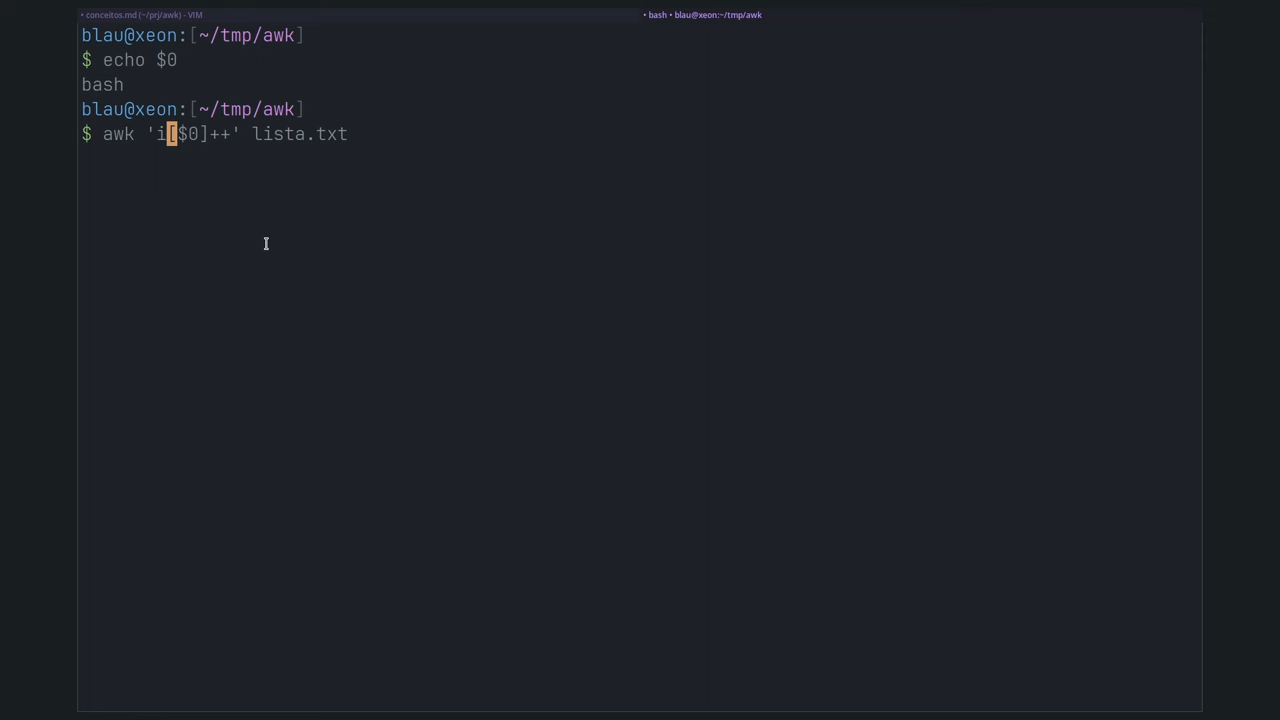 • conceitos.md (~/prj/awk) - VIM
• bash • blau@xeon:~/tmp/awk
blau@xeon:[~/tmp/awk]
$ echo $0
bash
blau@xeon:[~/tmp/awk]
$ awk 'i[$0]++' lista.txt